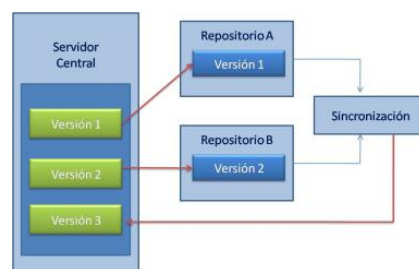 Servidor
Central
Versión 1
Versión 2
Versión 3
Repositorio A
Versión 1
Repositorio B
Versión 2
Sincronización